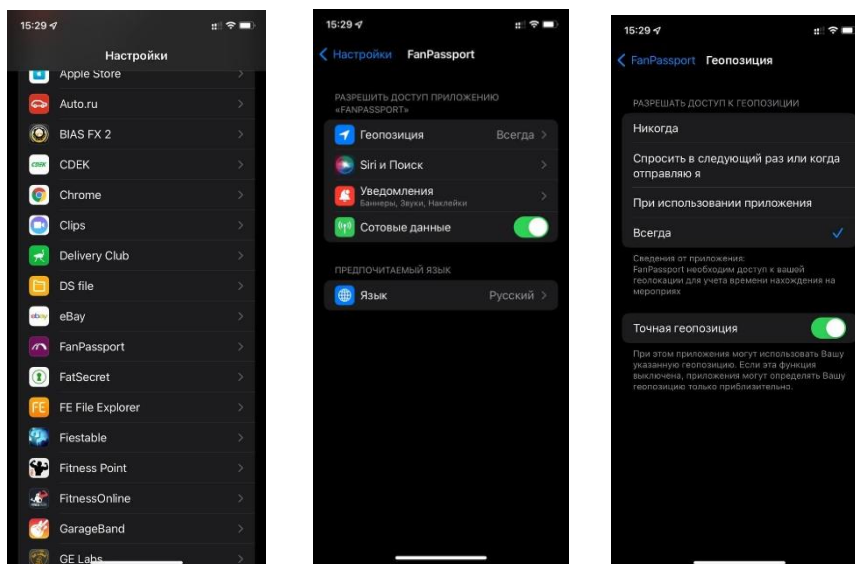 15:29
Настройки
Apple Store
Auto.ru
BIAS FX 2
CDEK
Chrome
Clips
Delivery Club
DS file
eBay
FanPassport
FatSecret
FE File Explorer
Fiestable
Fitness Point
FitnessOnline
GarageBand
GE Labs
15:29
Настройки
FanPassport
РАЗРЕШИТЬ ДОСТУП ПРИЛОЖЕНИЮ
«FANPASSPORT»
Геопозиция Всегда
Siri и Поиск
Уведомления
Баннеры, Звуки, Наклейки
Сотовые данные
ПРЕДПОЧИТАЕМЫЙ ЯЗЫК
Язык Русский
15:29
FanPassport Геопозиция
РАЗРЕШАТЬ ДОСТУП К ГЕОПОЗИЦИИ
Никогда
Спросить в следующий раз или когда
отправляю я
При использовании приложения
Всегда
Сведения от приложения:
FanPassport необходим доступ к вашей
геолокации для учета времени нахождения на
мероприях
Точная геопозиция
При этом приложения могут использовать Вашу
указанную геопозицию. Если эта функция
выключена, приложения могут определять Вашу
геопозицию только приблизительно.